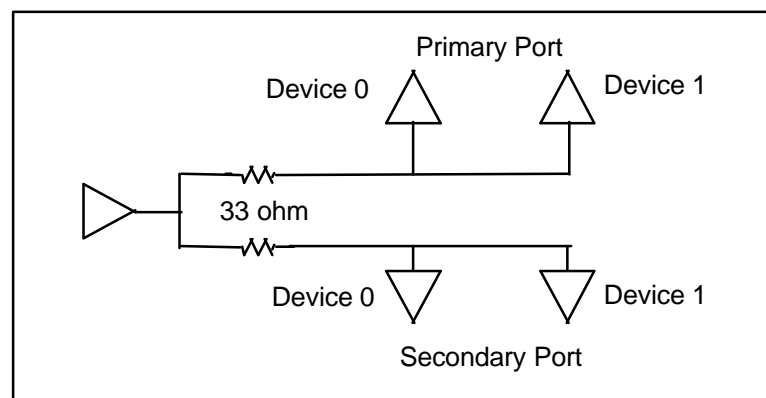 Primary Port
Device 0
Device 1
33 ohm
Device 0
Device 1
Secondary Port